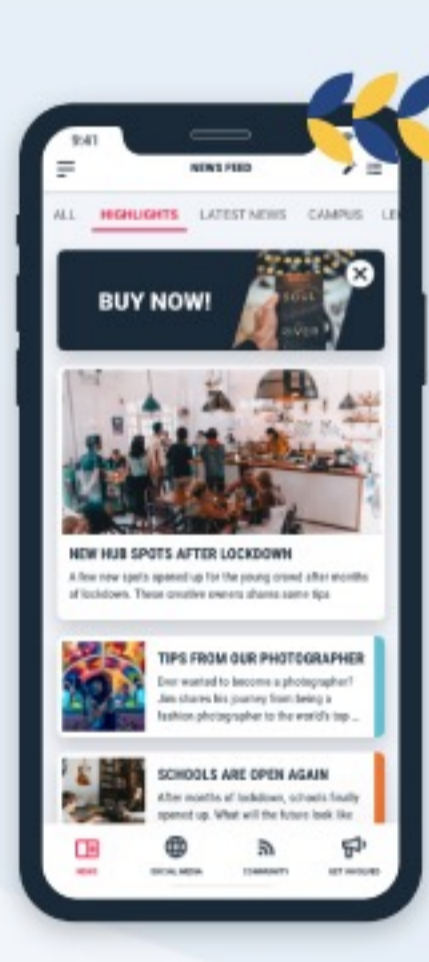 9:41
NEWS FEED
ALL HIGHLIGHTS LATEST NEWS CAMPUS LE
BUY NOW!
SOUL
RIVER
NEW HUB SPOTS AFTER LOCKDOWN
A few new spots opened up for the young crowd after months
of lockdown. These creative owners shares some tips
TIPS FROM OUR PHOTOGRAPHER
Ever wanted to become a photographer?
Jim shares his journey from being a
fashion photographer to the world's top ...
SCHOOLS ARE OPEN AGAIN
After months of lockdown, schools finally
opened up. What will the future look like
NEWS SOCIAL MEDIA COMMUNITY GET INVOLVED